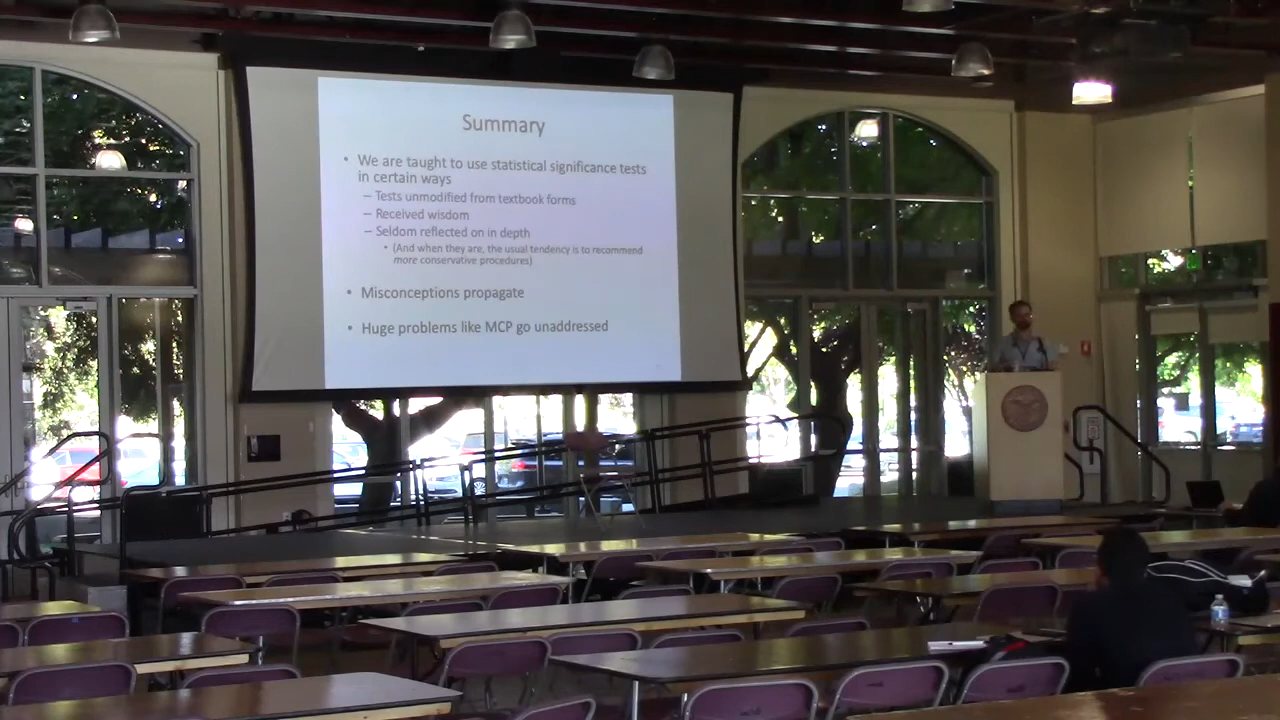 Summary
• We are taught to use statistical significance tests
in certain ways
– Tests unmodified from textbook forms
– Received wisdom
– Seldom reflected on in depth
• (And when they are, the usual tendency is to recommend
more conservative procedures)
• Misconceptions propagate
• Huge problems like MCP go unaddressed